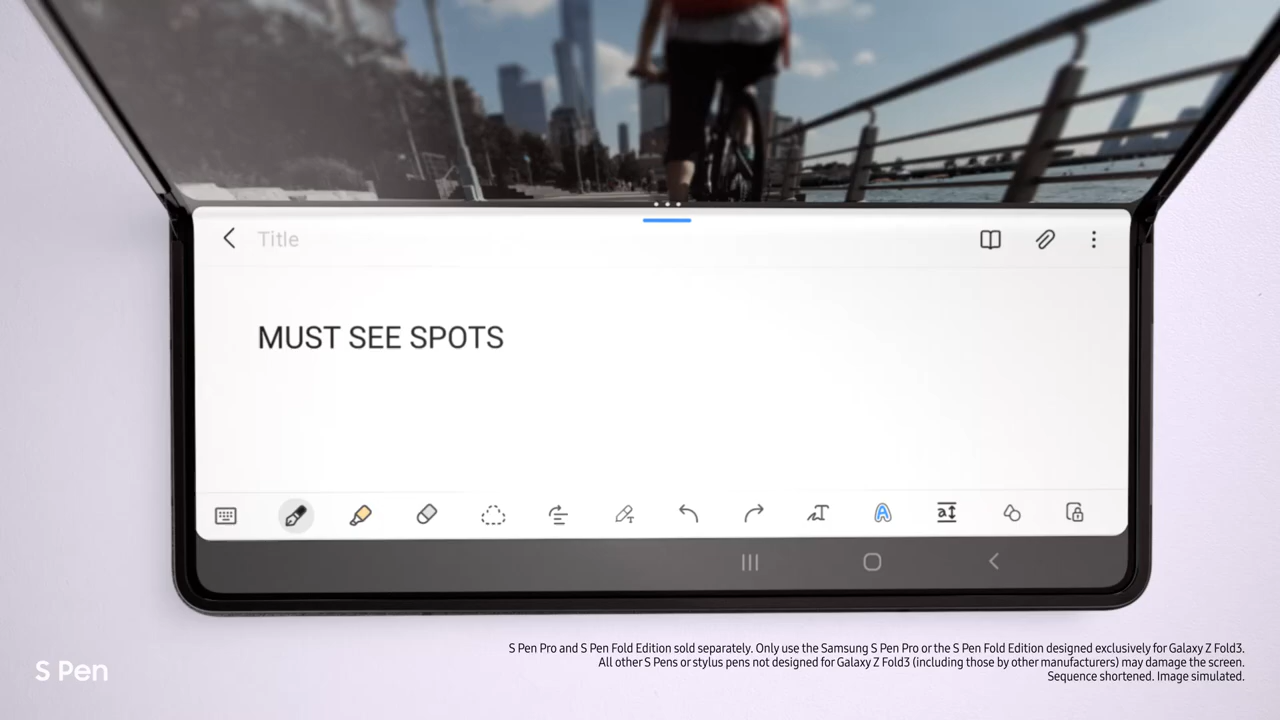 Title
MUST SEE SPOTS
S Pen
S Pen Pro and S Pen Fold Edition sold separately. Only use the Samsung S Pen Pro or the S Pen Fold Edition designed exclusively for Galaxy Z Fold3.
All other S Pens or stylus pens not designed for Galaxy Z Fold3 (including those by other manufacturers) may damage the screen.
Sequence shortened. Image simulated.